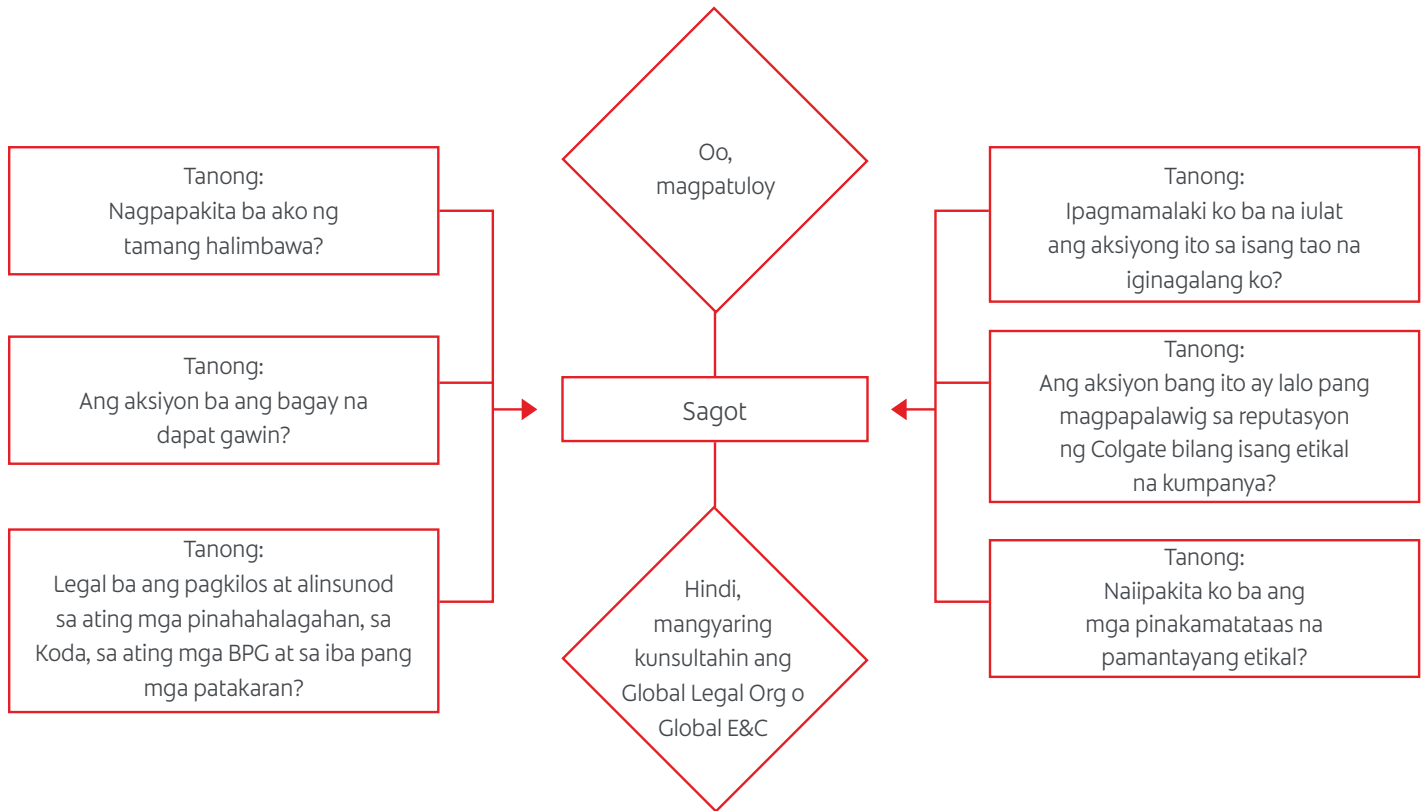 Tanong:
Nagpapakita ba ako ng
tamang halimbawa?
Tanong:
Ang aksiyon ba ang bagay na
dapat gawin?
Tanong:
Legal ba ang pagkilos at alinsunod
sa ating mga pinahahalagahan, sa
Koda, sa ating mga BPG at sa iba pang
mga patakaran?
Oo,
magpatuloy
Sagot
Hindi,
mangyaring
kunsultahin ang
Global Legal Org o
Global E&C
Tanong:
Ipagmamalaki ko ba na iulat
ang aksiyong ito sa isang tao na
iginagalang ko?
Tanong:
Ang aksiyon bang ito ay lalo pang
magpapalawig sa reputasyon
ng Colgate bilang isang etikal
na kumpanya?
Tanong:
Naiipakita ko ba ang
mga pinakamatataas na
pamantayang etikal?